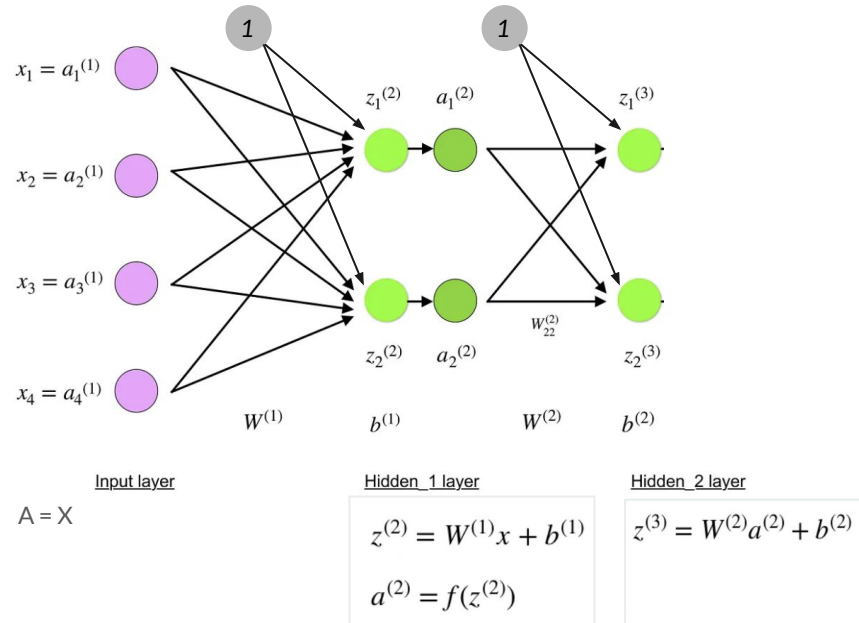 1 1
x₁ = a₁⁽¹⁾
z₁⁽²⁾ a₁⁽²⁾ z₁⁽³⁾
x₂ = a₂⁽¹⁾
x₃ = a₃⁽¹⁾
W₂₂⁽²⁾
z₂⁽²⁾ a₂⁽²⁾ z₂⁽³⁾
x₄ = a₄⁽¹⁾
W⁽¹⁾ b⁽¹⁾ W⁽²⁾ b⁽²⁾
Input layer Hidden_1 layer Hidden_2 layer
A = X
z⁽²⁾ = W⁽¹⁾x + b⁽¹⁾
a⁽²⁾ = f(z⁽²⁾)
z⁽³⁾ = W⁽²⁾a⁽²⁾ + b⁽²⁾